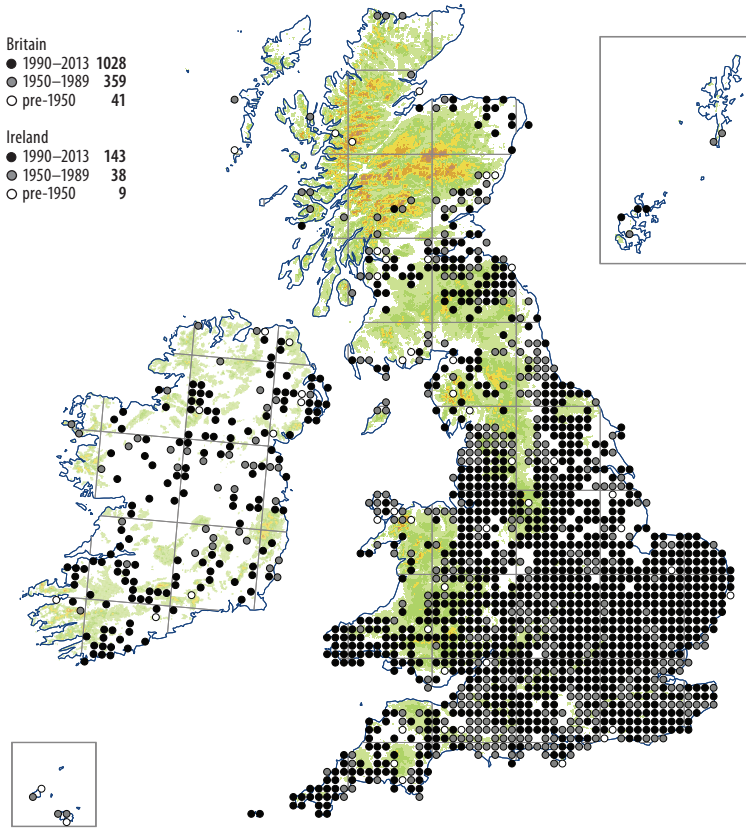 Britain
1990–2013 1028
1950–1989 359
pre-1950 41
Ireland
1990–2013 143
1950–1989 38
pre-1950 9